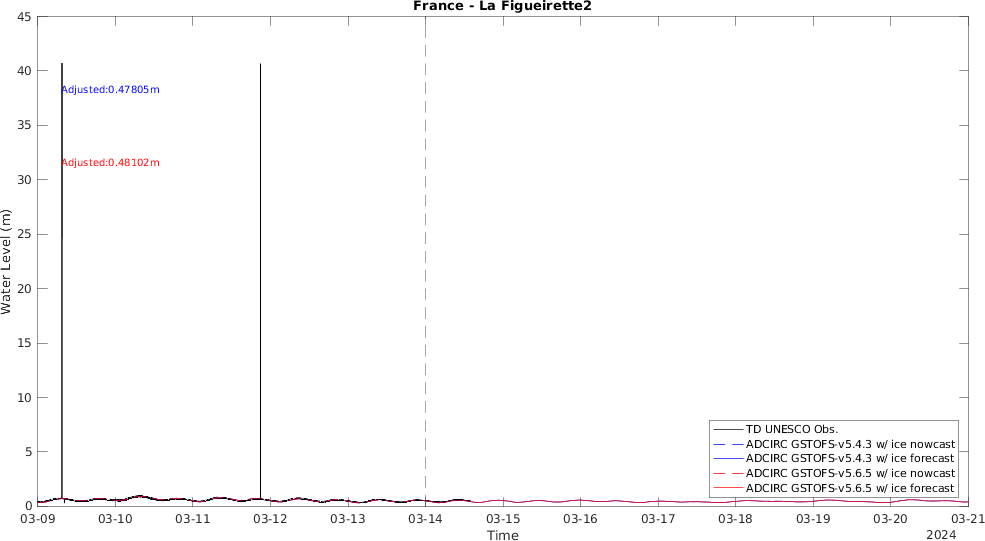 France - La Figueirette2
45
40
35
30
25
20
15
10
5
0
Water Level (m)
Adjusted:0.47805m
Adjusted:0.48102m
TD UNESCO Obs.
ADCIRC GSTOFS-v5.4.3 w/ ice nowcast
ADCIRC GSTOFS-v5.4.3 w/ ice forecast
ADCIRC GSTOFS-v5.6.5 w/ ice nowcast
ADCIRC GSTOFS-v5.6.5 w/ ice forecast
03-09 03-10 03-11 03-12 03-13 03-14 03-15 03-16 03-17 03-18 03-19 03-20 03-21
Time
2024